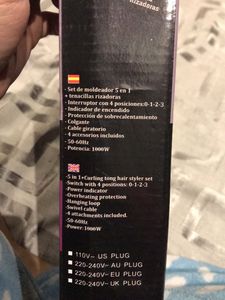 rizadoras
- Set de moldeador 5 en 1
+ tenacillas rizadoras
- Interruptor con 4 posiciones:0-1-2-3
- Indicador de encendido
- Protección de sobrecalentamiento
- Colgante
- Cable giratorio
- 4 accesorios incluidos
- 50-60Hz
- Potencia: 1000W
-5 in 1+Curling tong hair styler set
-Switch with 4 positions: 0-1-2-3
-Power indicator
-Overheating protection
-Hanging loop
-Swivel cable
-4 attachments included.
-50-60Hz
-Power: 1000W
110V~ US PLUG
220-240V~ AU PLUG
220-240V~ EU PLUG
220-240V~ UK PLUG